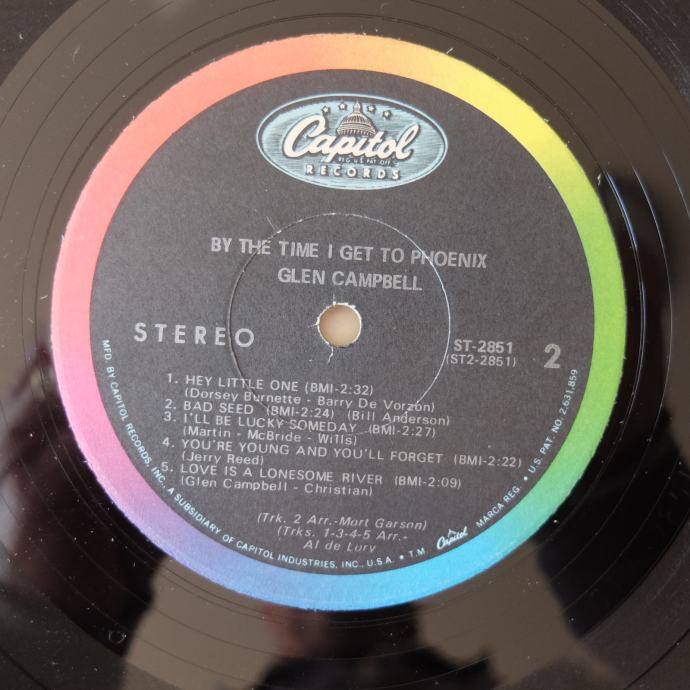 Capitol
REG. U.S. PAT. OFF.
RECORDS
BY THE TIME I GET TO PHOENIX
GLEN CAMPBELL
STEREO
ST-2851
(ST2-2851)
2
1. HEY LITTLE ONE (BMI-2:32)
(Dorsey Burnette - Barry De Vorzon)
2. BAD SEED (BMI-2:24) (Bill Anderson)
3. I'LL BE LUCKY SOMEDAY (BMI-2:27)
(Martin - McBride - Wills)
4. YOU'RE YOUNG AND YOU'LL FORGET (BMI-2:22)
(Jerry Reed)
5. LOVE IS A LONESOME RIVER (BMI-2:09)
(Glen Campbell - Christian)
(Trk. 2 Arr.-Mort Garson)
(Trks. 1-3-4-5 Arr.-
Al de Lory
MFD. BY CAPITOL RECORDS, INC., A SUBSIDIARY OF CAPITOL INDUSTRIES, INC., U.S.A. • T.M. Capitol MARCA REG. • U.S. PAT. NO. 2,631,859